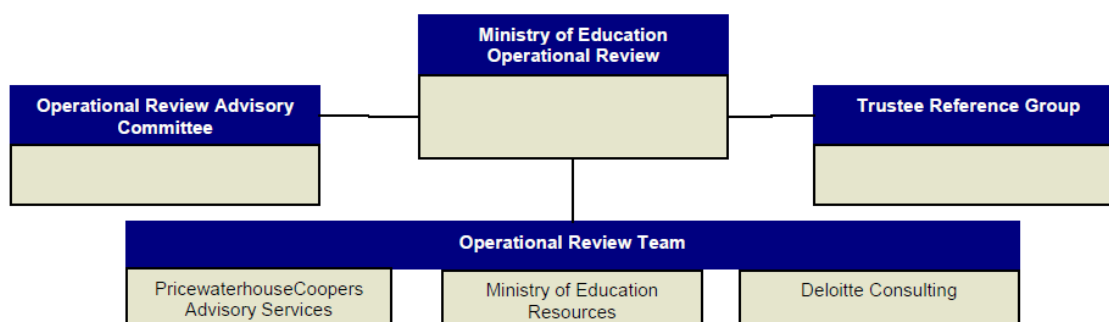 Ministry of Education
Operational Review
Operational Review Advisory
Committee
Trustee Reference Group
Operational Review Team
PricewaterhouseCoopers
Advisory Services
Ministry of Education
Resources
Deloitte Consulting